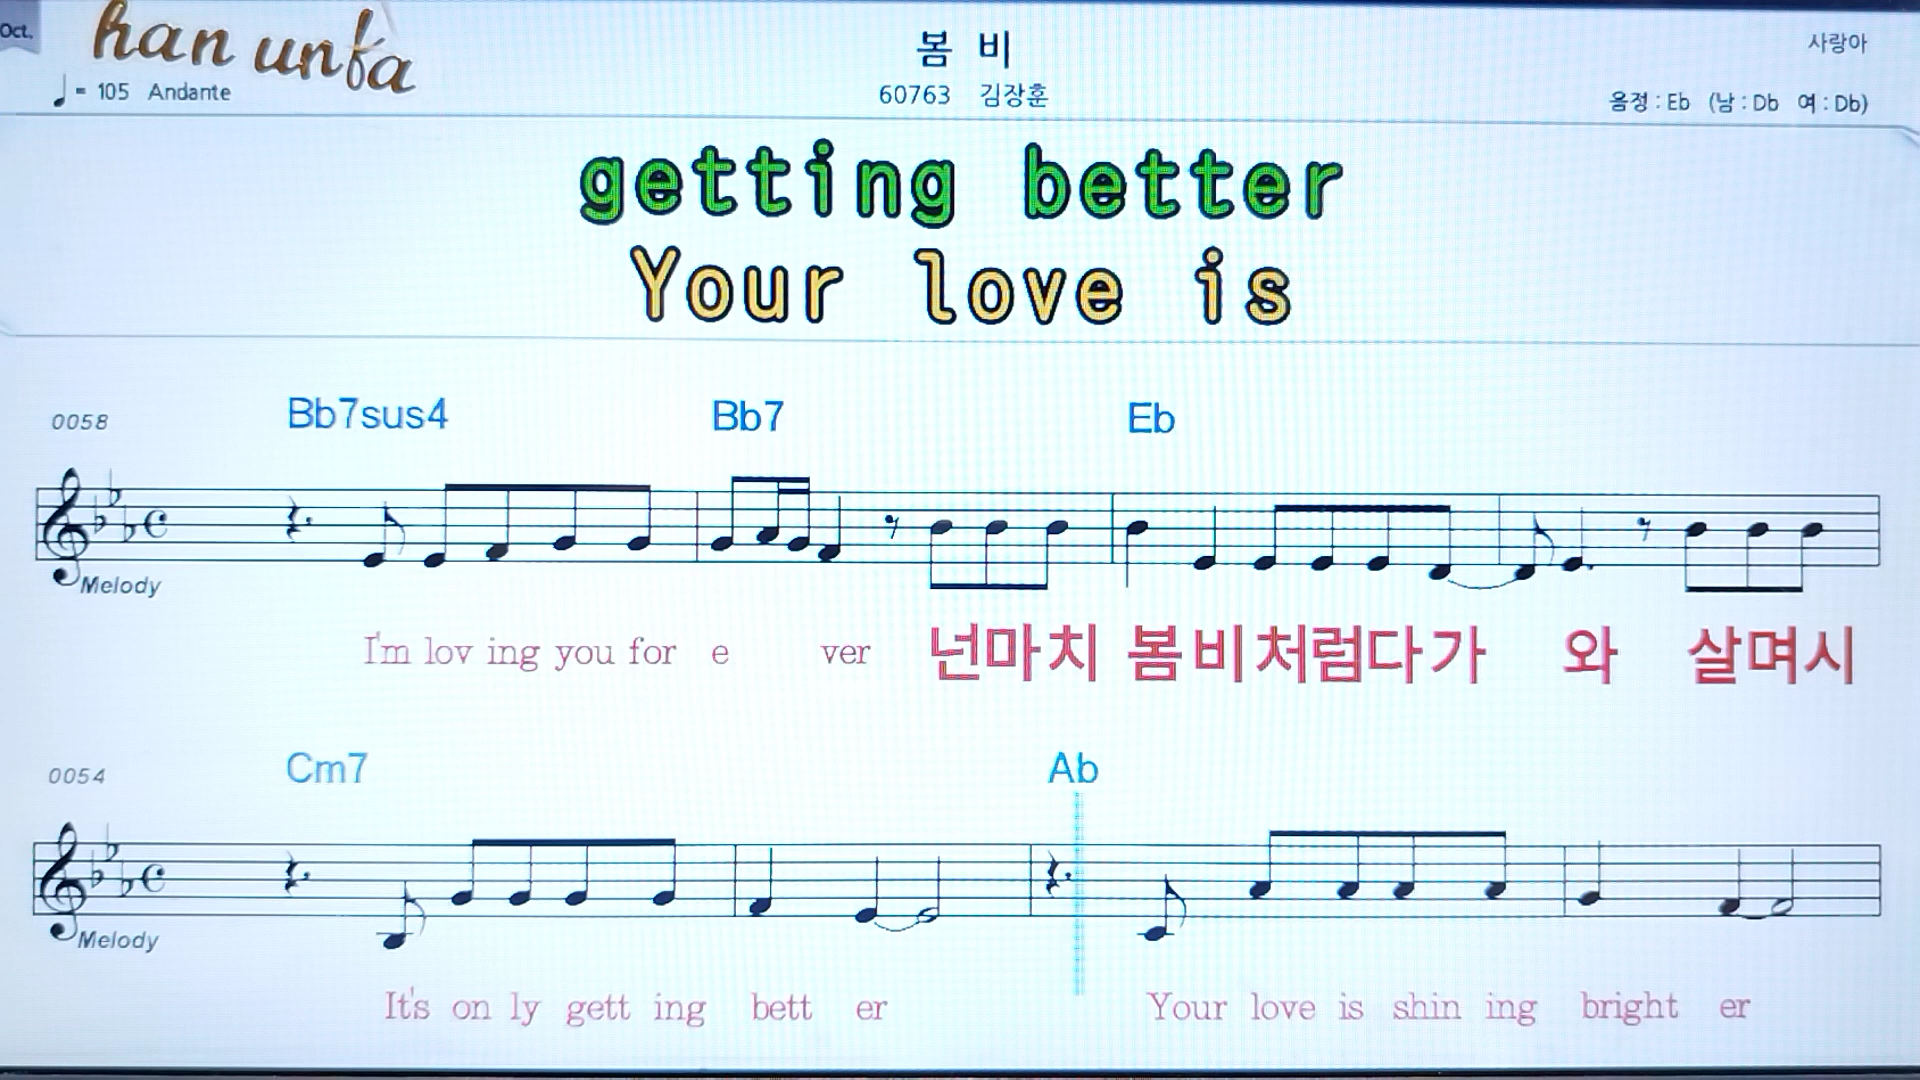 Oct.
han unfa
봄 비
사랑아
♩= 105 Andante
60763 김장훈
음정 : Eb (남 : Db 여 : Db)
getting better
Your love is
0058 Bb7sus4 Bb7 Eb
Melody
I'm lov ing you for e ver 넌마치 봄비처럼다가 와 살며시
0054 Cm7 Ab
Melody
It's on ly gett ing bett er Your love is shin ing bright er